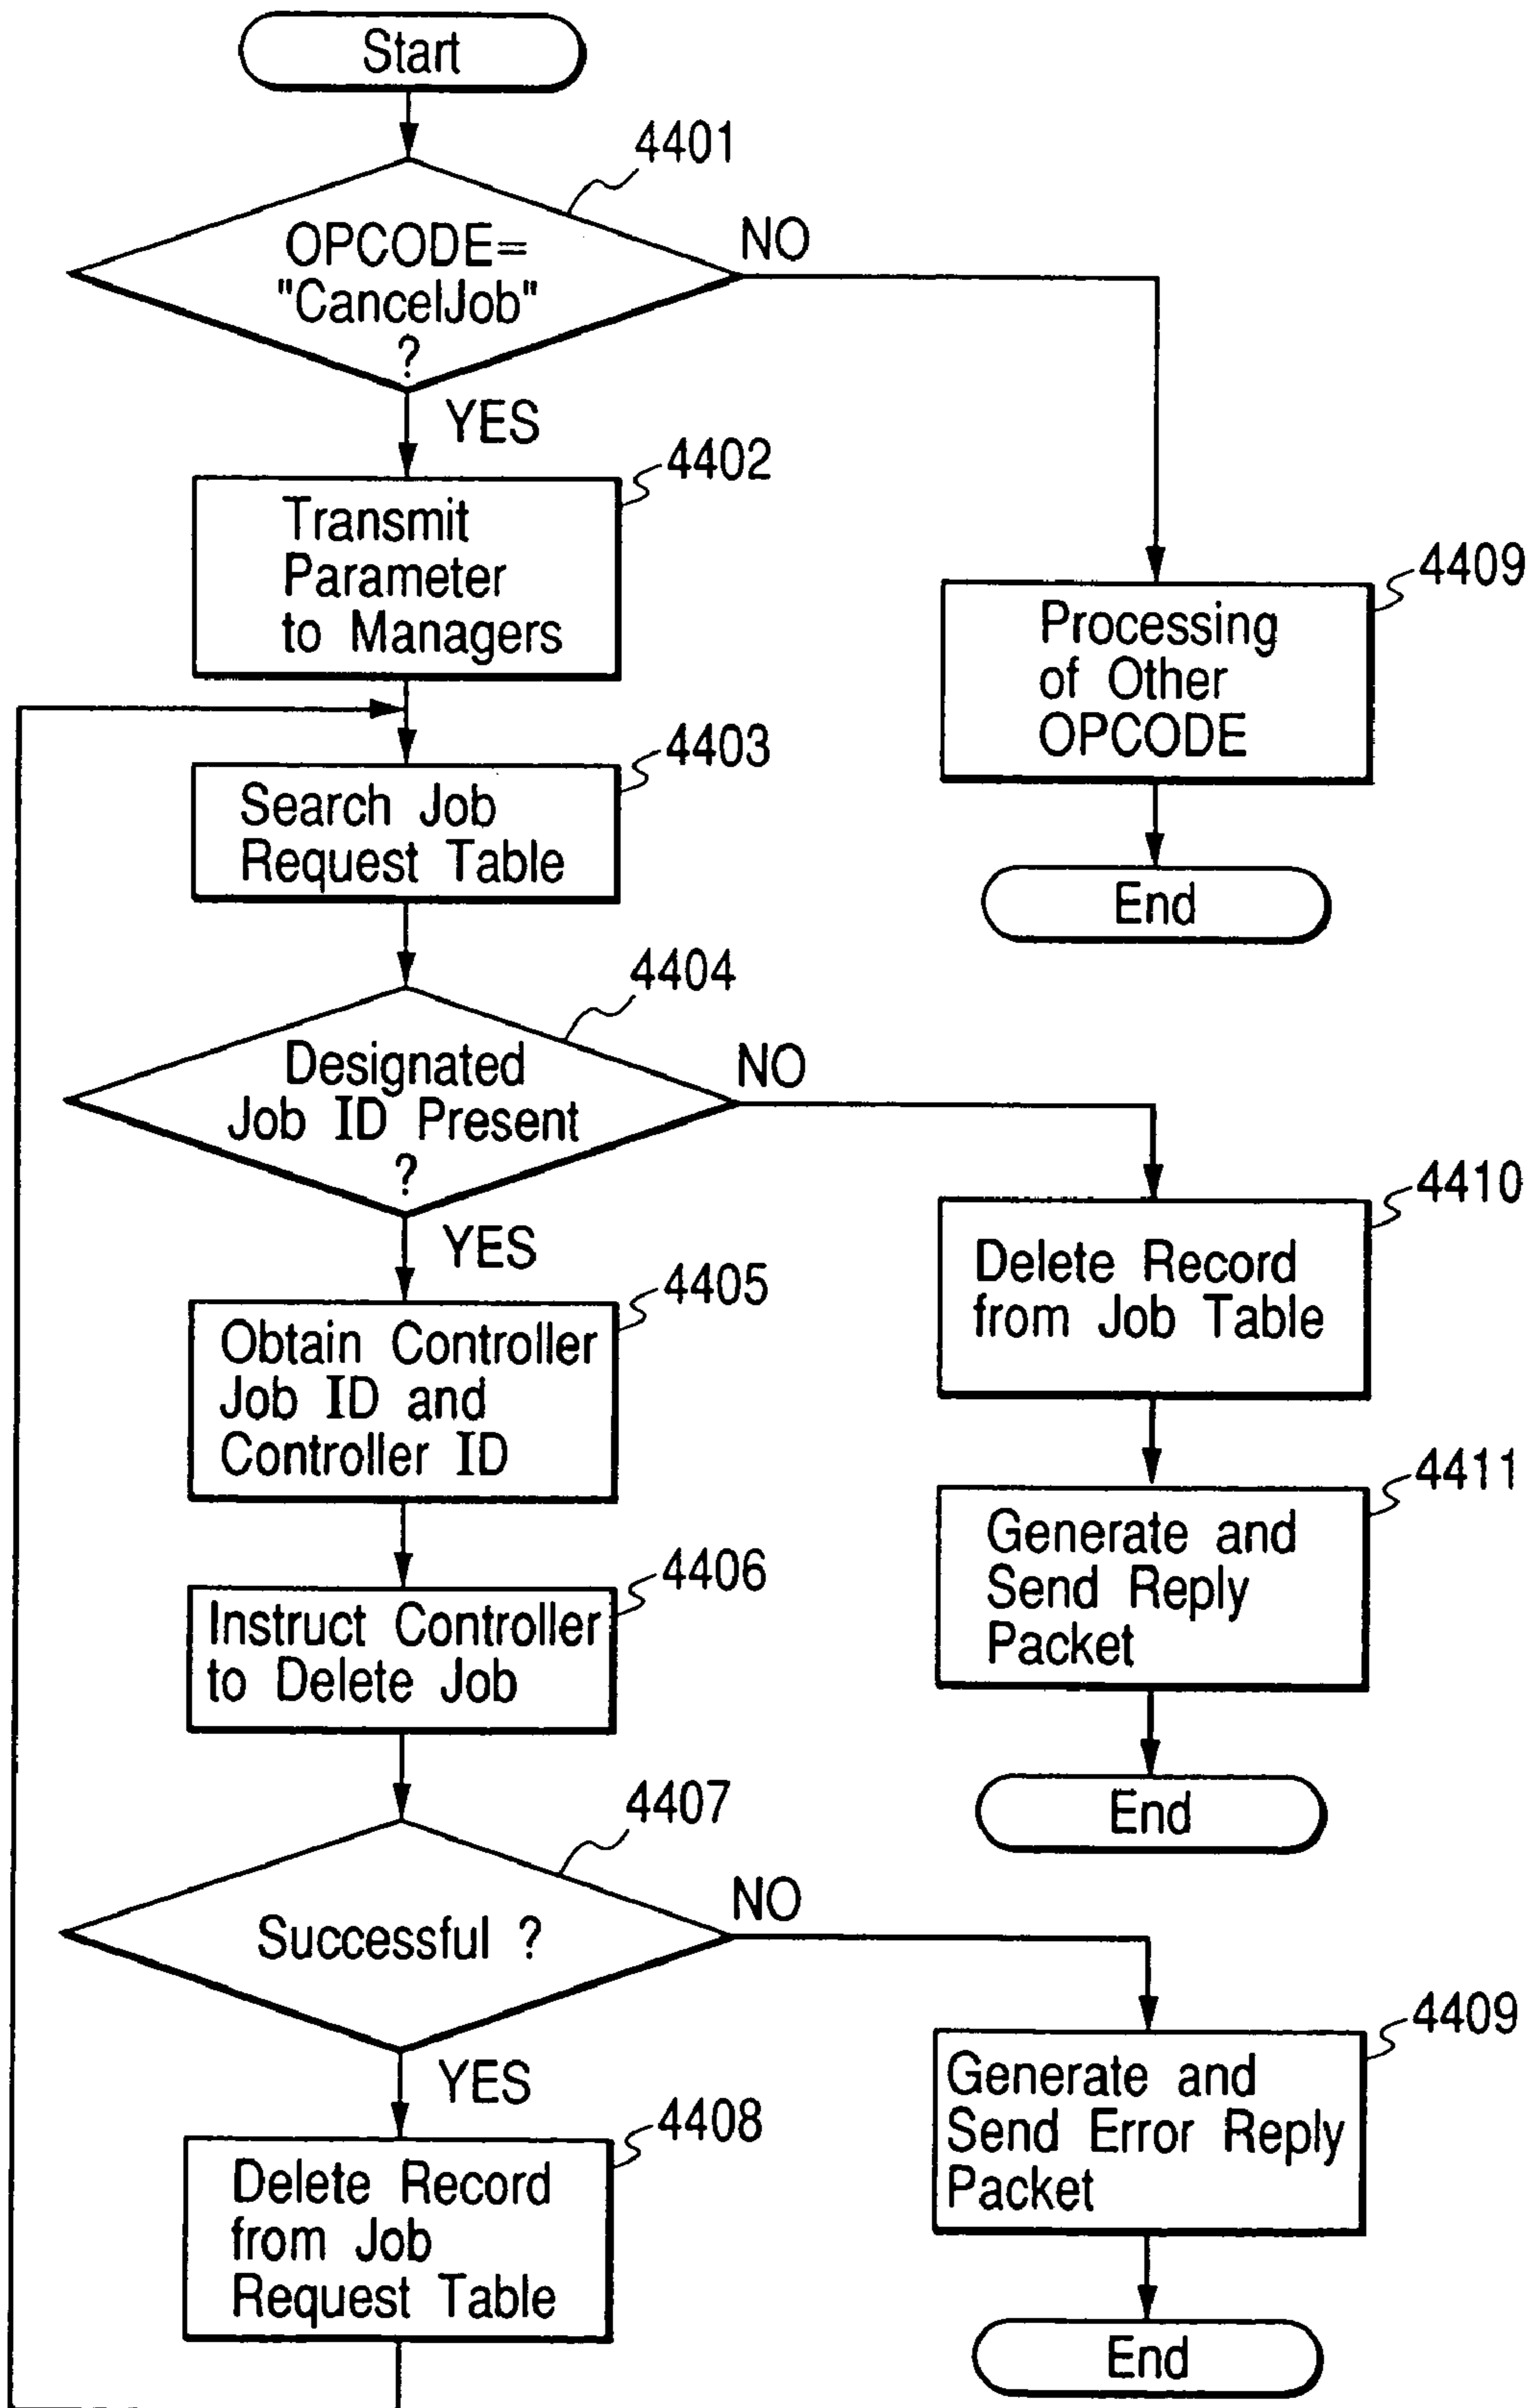 Start
4401
OPCODE=
"CancelJob"
?
NO
YES
4402
Transmit
Parameter
to Managers
4409
Processing
of Other
OPCODE
End
4403
Search Job
Request Table
4404
Designated
Job ID Present
?
NO
YES
4410
Delete Record
from Job Table
4405
Obtain Controller
Job ID and
Controller ID
4411
Generate and
Send Reply
Packet
End
4406
Instruct Controller
to Delete Job
4407
Successful ?
NO
YES
4409
Generate and
Send Error Reply
Packet
End
4408
Delete Record
from Job
Request Table